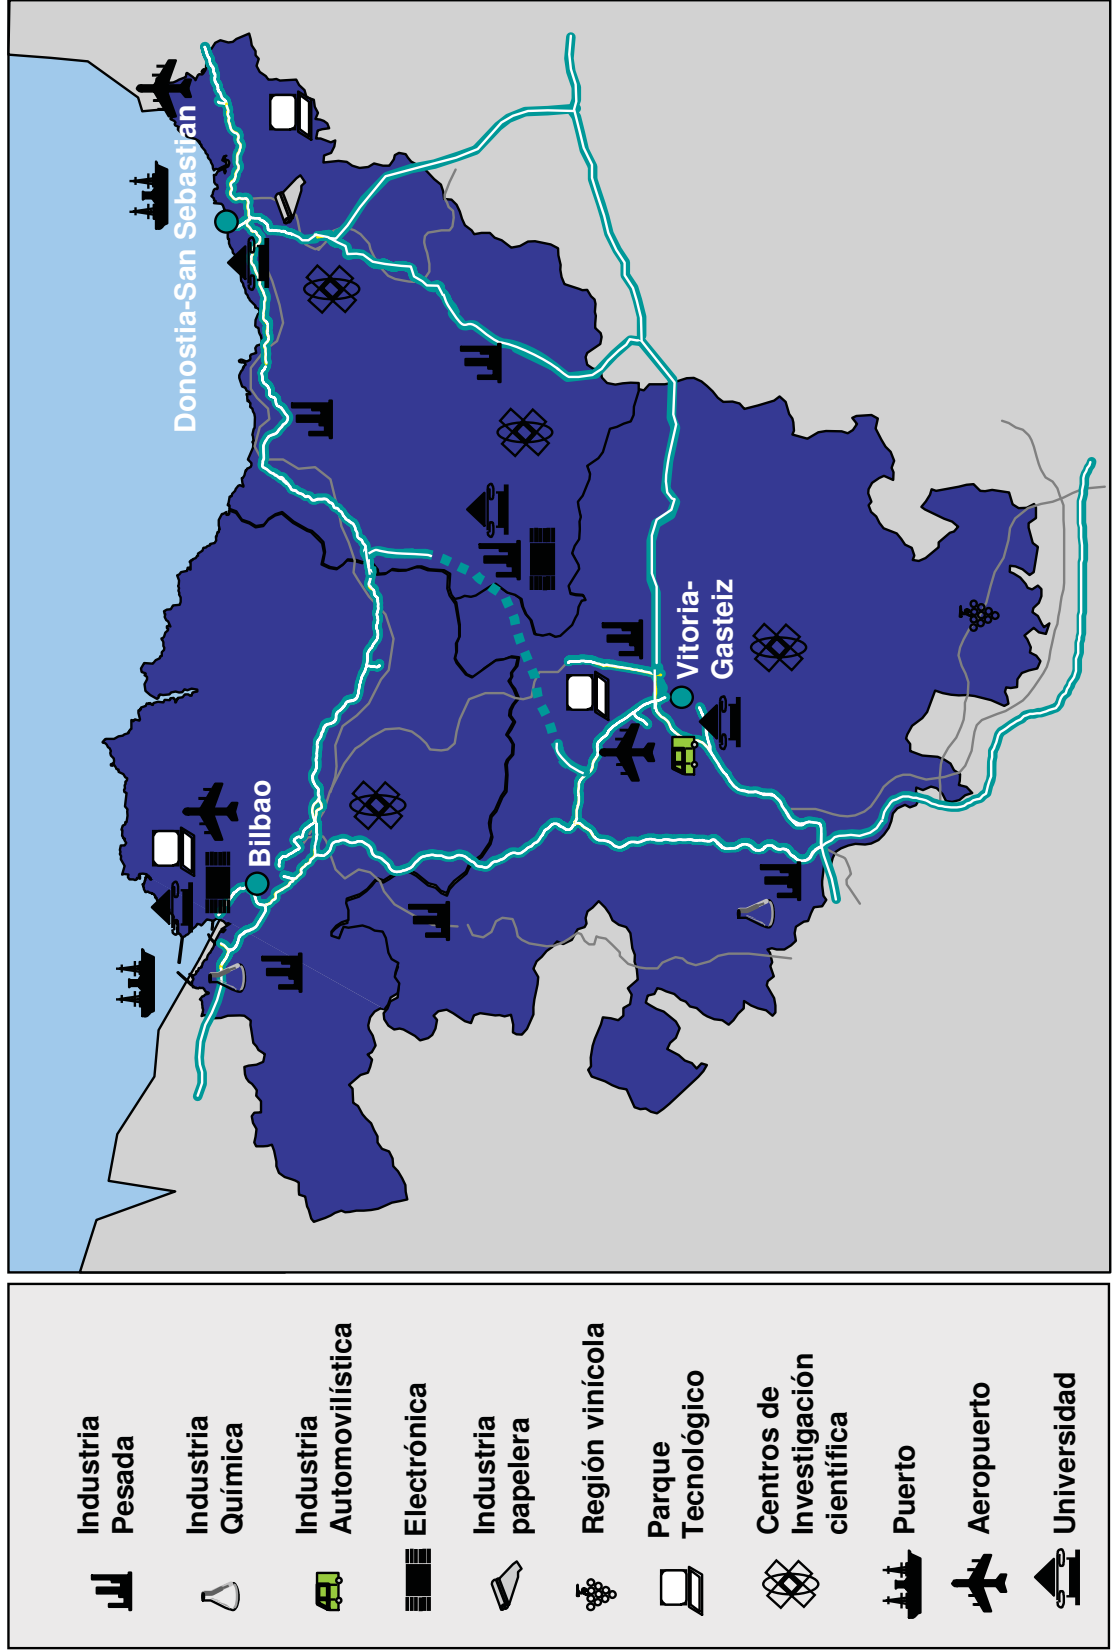 Industria
Pesada
Industria
Química
Industria
Automovilística
Electrónica
Industria
papelera
Región vinícola
Parque
Tecnológico
Centros de
Investigación
científica
Puerto
Aeropuerto
Universidad
Bilbao
Donostia-San Sebastián
Vitoria-
Gasteiz